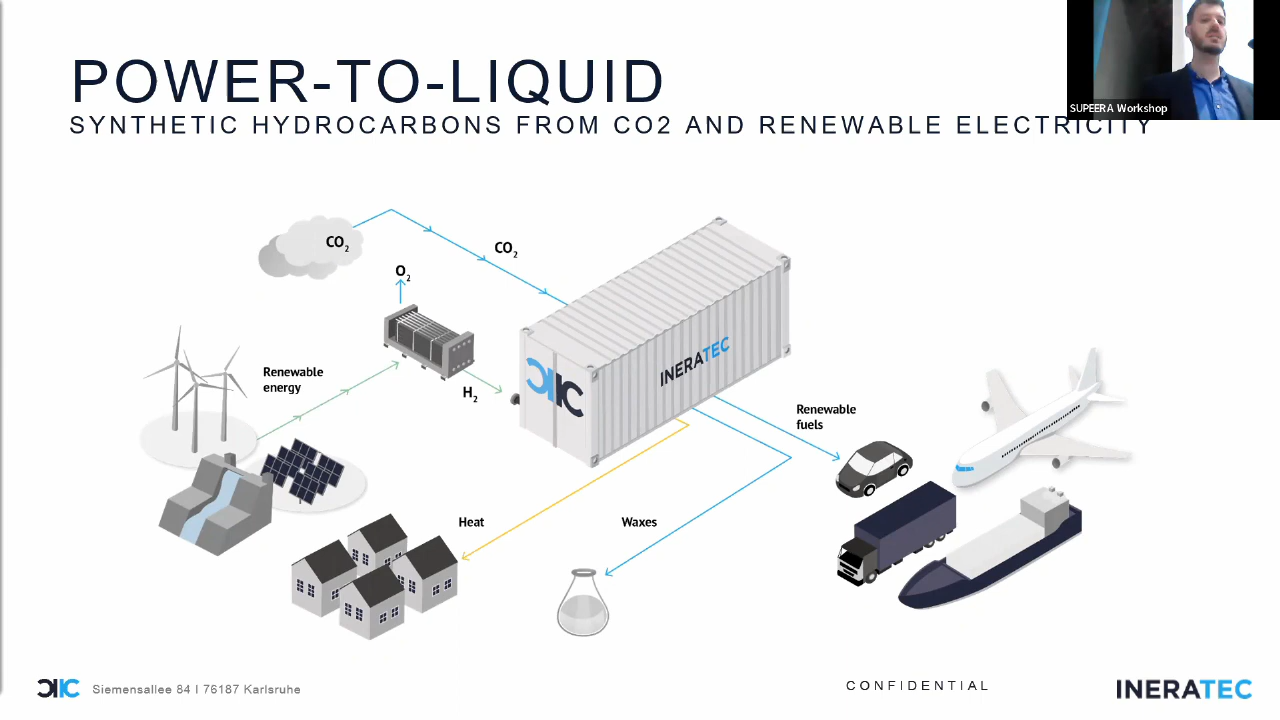 POWER-TO-LIQUID
SYNTHETIC HYDROCARBONS FROM CO2 AND RENEWABLE ELECTRICITY
SUPEERA Workshop
CO2
CO2
O2
Renewable
energy
H2
INERATEC
Renewable
fuels
Heat
Waxes
Siemensallee 84 I 76187 Karlsruhe
CONFIDENTIAL
INERATEC